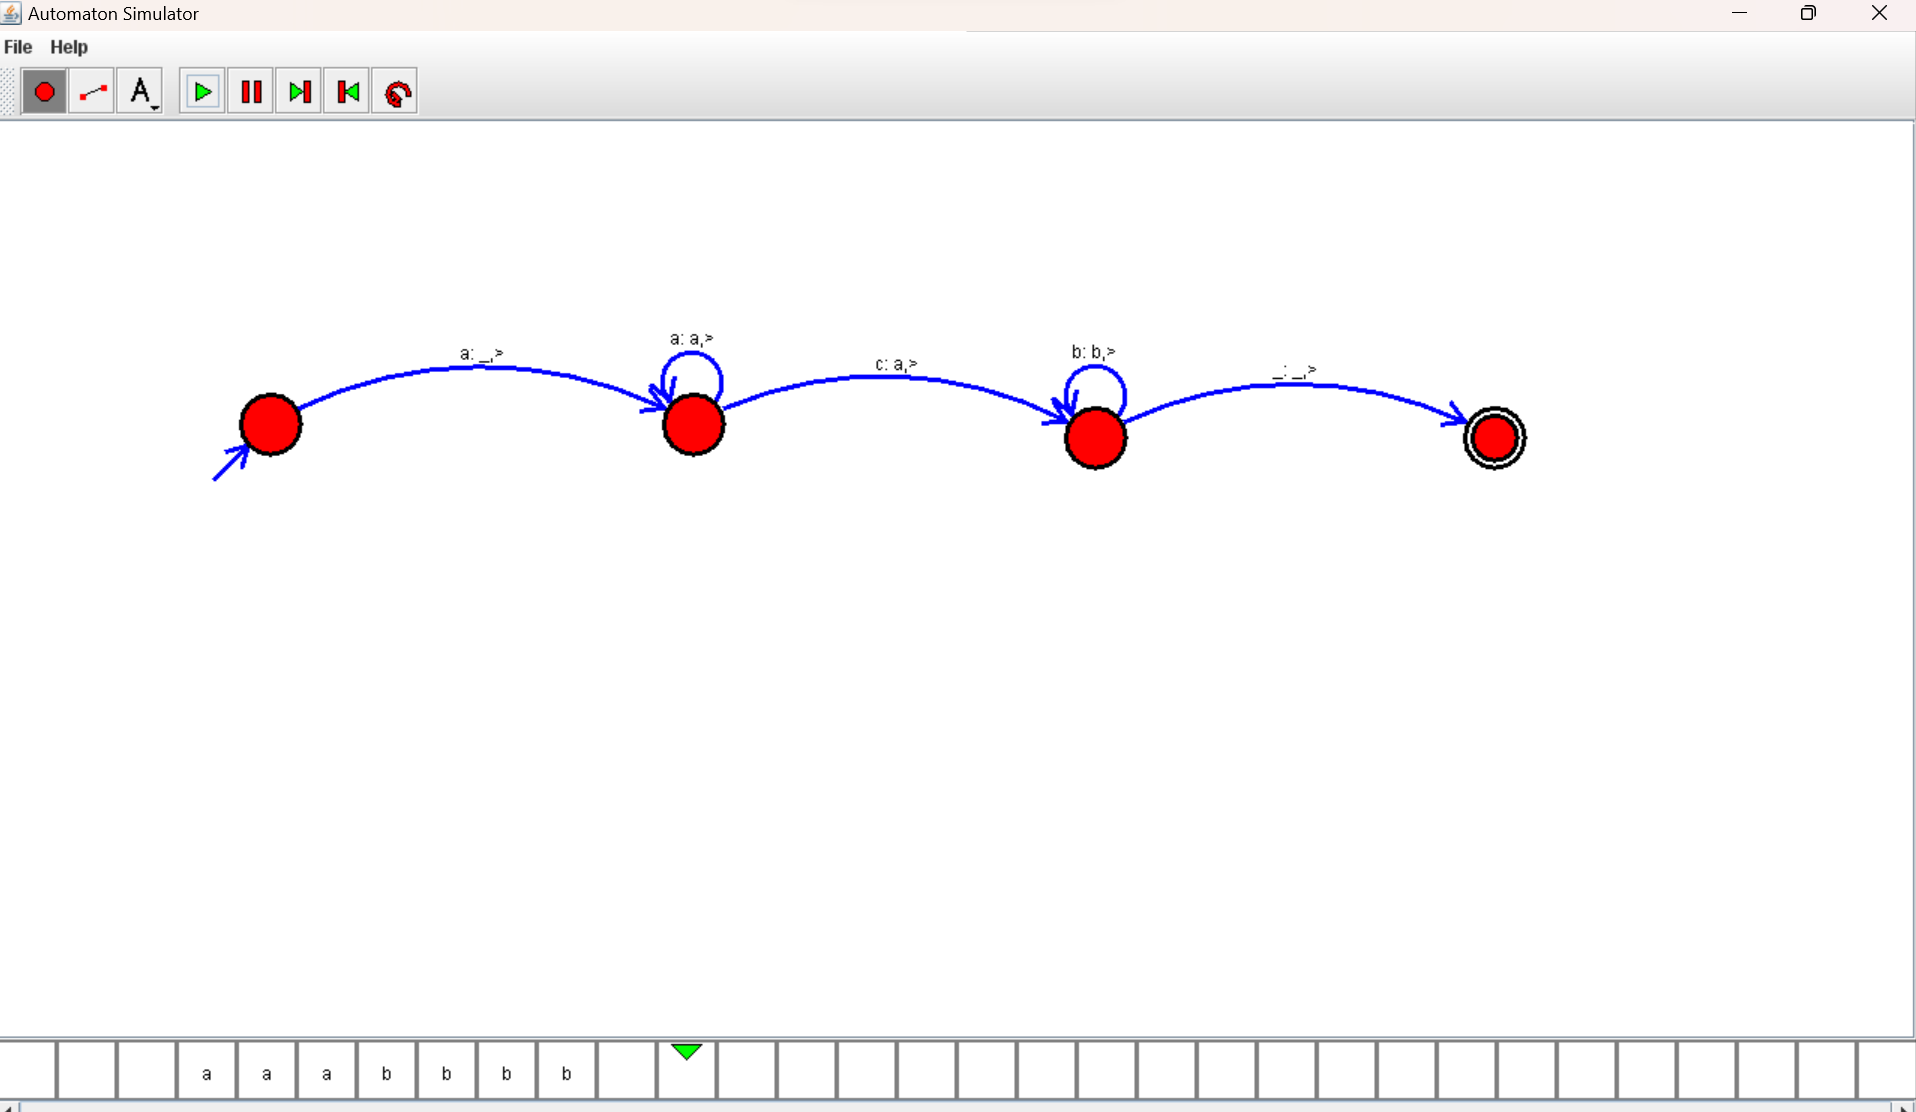 Automaton Simulator
File Help
A
a: a,>
b: b,>
a: _,>
c: a,>
_: _,>
a a a b b b b